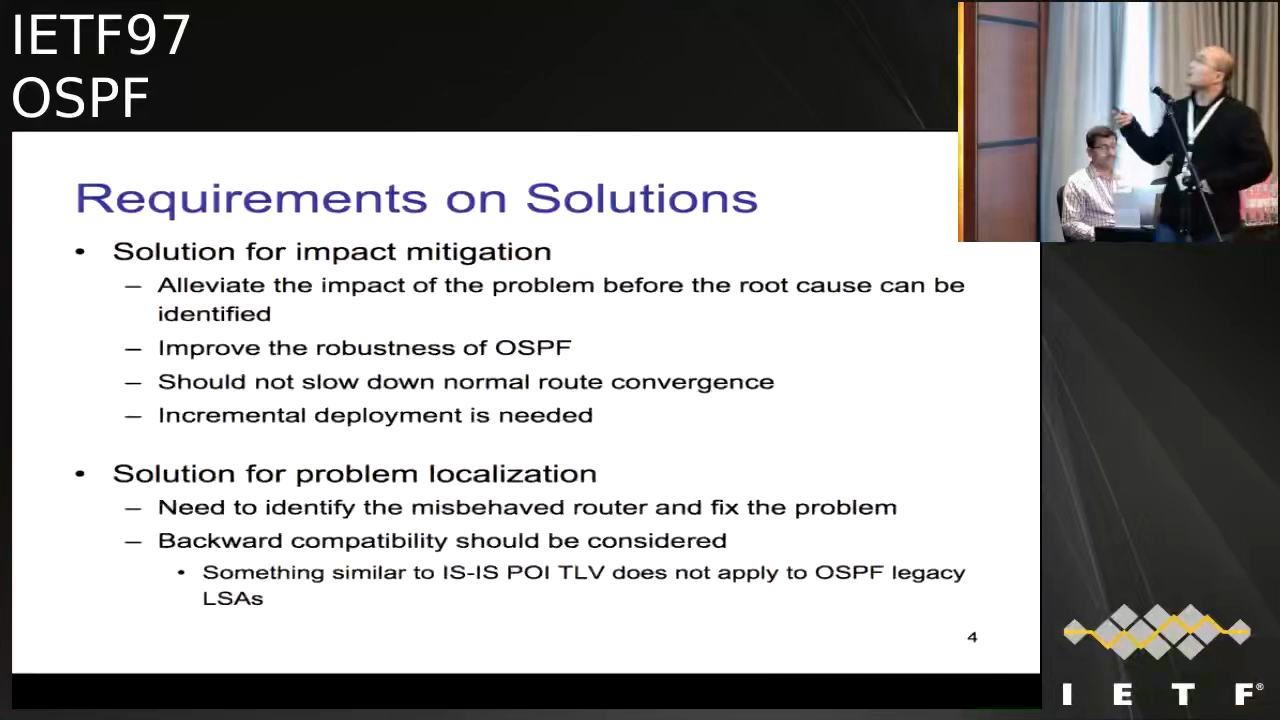 IETF97
OSPF
Requirements on Solutions
• Solution for impact mitigation
– Alleviate the impact of the problem before the root cause can be
identified
– Improve the robustness of OSPF
– Should not slow down normal route convergence
– Incremental deployment is needed
• Solution for problem localization
– Need to identify the misbehaved router and fix the problem
– Backward compatibility should be considered
• Something similar to IS-IS POI TLV does not apply to OSPF legacy
LSAs
4
I E T F®